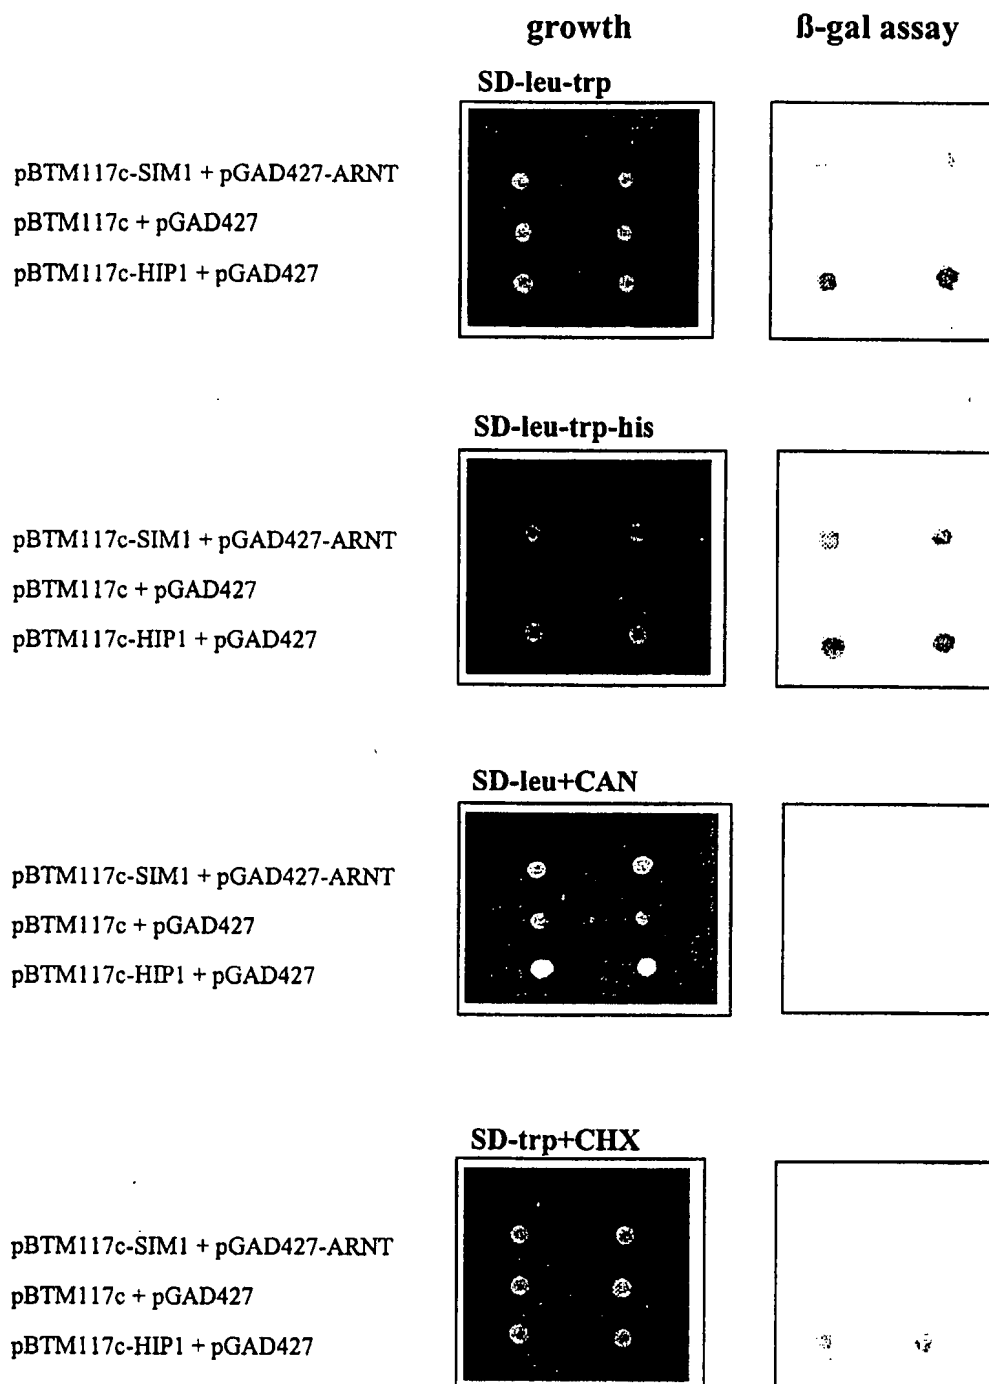 growth ß-gal assay
SD-leu-trp
pBTM117c-SIM1 + pGAD427-ARNT
pBTM117c + pGAD427
pBTM117c-HIP1 + pGAD427
SD-leu-trp-his
pBTM117c-SIM1 + pGAD427-ARNT
pBTM117c + pGAD427
pBTM117c-HIP1 + pGAD427
SD-leu+CAN
pBTM117c-SIM1 + pGAD427-ARNT
pBTM117c + pGAD427
pBTM117c-HIP1 + pGAD427
SD-trp+CHX
pBTM117c-SIM1 + pGAD427-ARNT
pBTM117c + pGAD427
pBTM117c-HIP1 + pGAD427